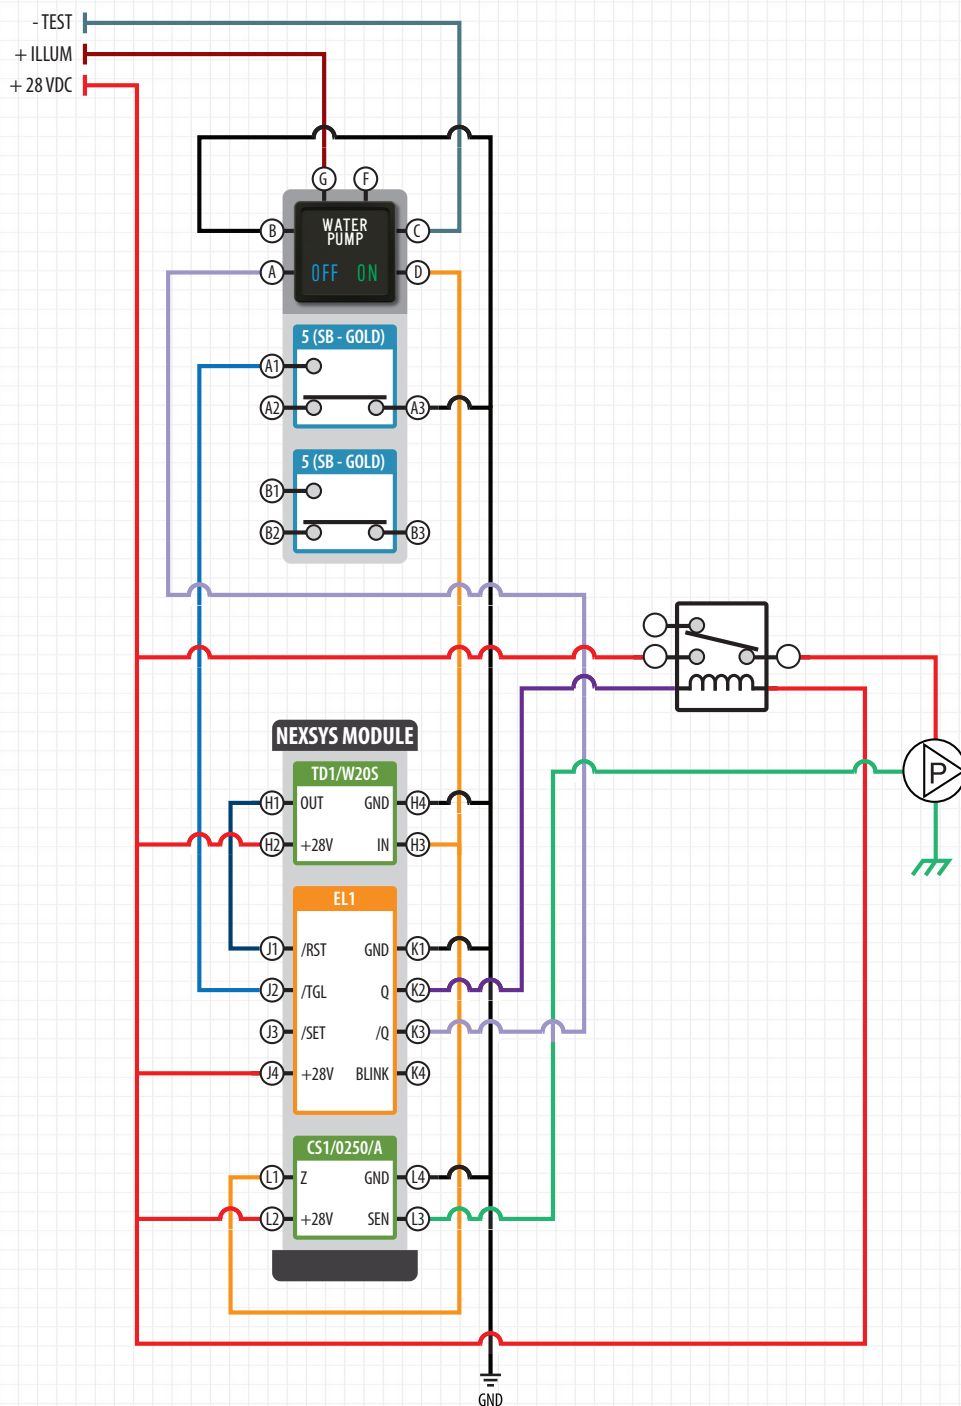 - TEST
+ ILLUM
+ 28 VDC
G F
B WATER C
PUMP
A OFF ON D
5 (SB - GOLD)
A1
A2 A3
5 (SB - GOLD)
B1
B2 B3
NEXSYS MODULE
TD1/W20S
H1 OUT GND H4
H2 +28V IN H3
P
EL1
J1 /RST GND K1
J2 /TGL Q K2
J3 /SET /Q K3
J4 +28V BLINK K4
CS1/0250/A
L1 Z GND L4
L2 +28V SEN L3
GND